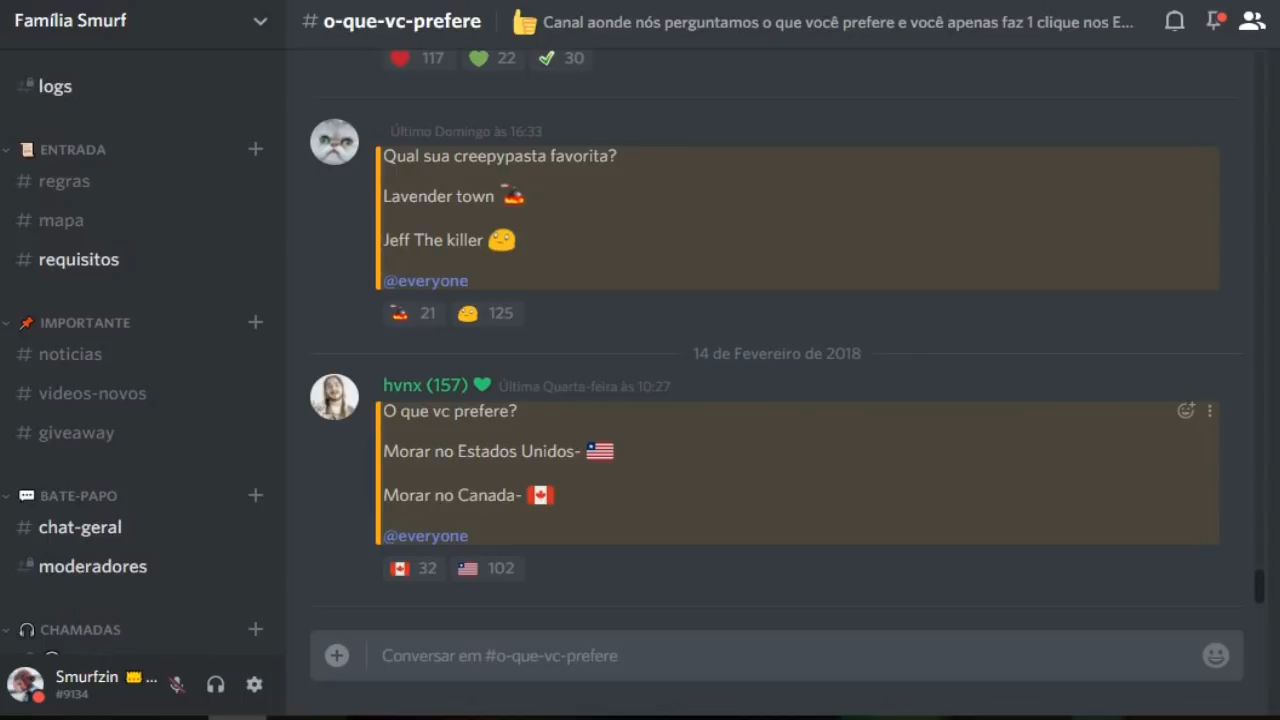 Família Smurf
# o-que-vc-prefere
Canal aonde nós perguntamos o que você prefere e você apenas faz 1 clique nos E...
logs
ENTRADA
# regras
# mapa
# requisitos
IMPORTANTE
# noticias
# videos-novos
# giveaway
BATE-PAPO
# chat-geral
moderadores
CHAMADAS
Smurfzin ...
#9134
117 22 30
Último Domingo às 16:33
Qual sua creepypasta favorita?
Lavender town
Jeff The killer
@everyone
21 125
14 de Fevereiro de 2018
hvnx (157) Última Quarta-feira às 10:27
O que vc prefere?
Morar no Estados Unidos-
Morar no Canada-
@everyone
32 102
Conversar em #o-que-vc-prefere